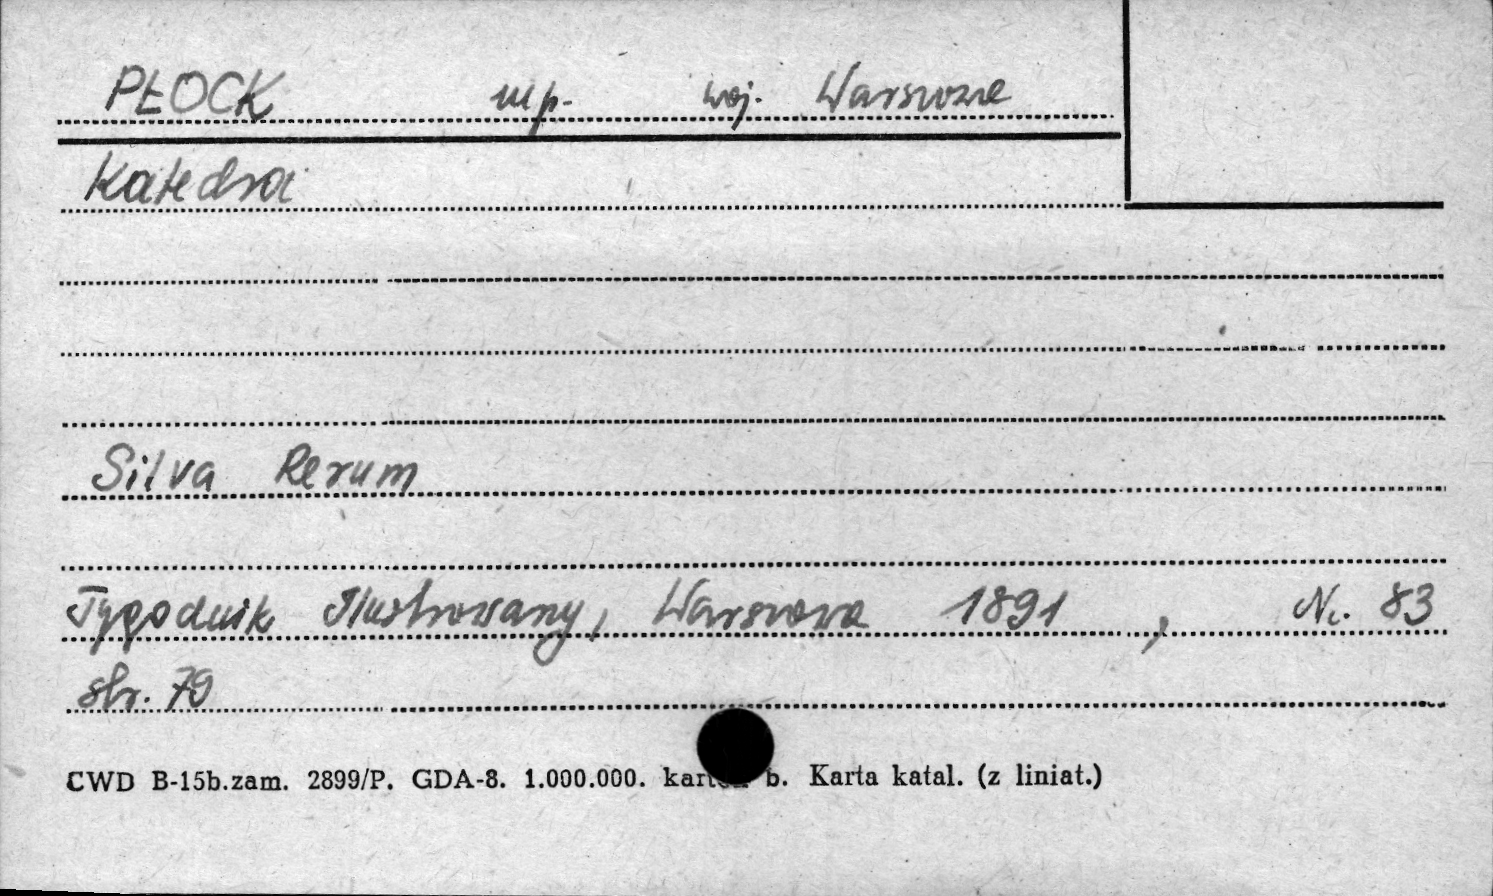 PŁOCK mp. woj. Warszawa
Katedra
Silva Rerum
Tygodnik Ilustrowany, Warszawa 1891, Nr. 83
str. 79
CWD B-15b.zam. 2899/P. GDA-8. 1.000.000. b. Karta katal. (z liniat.)